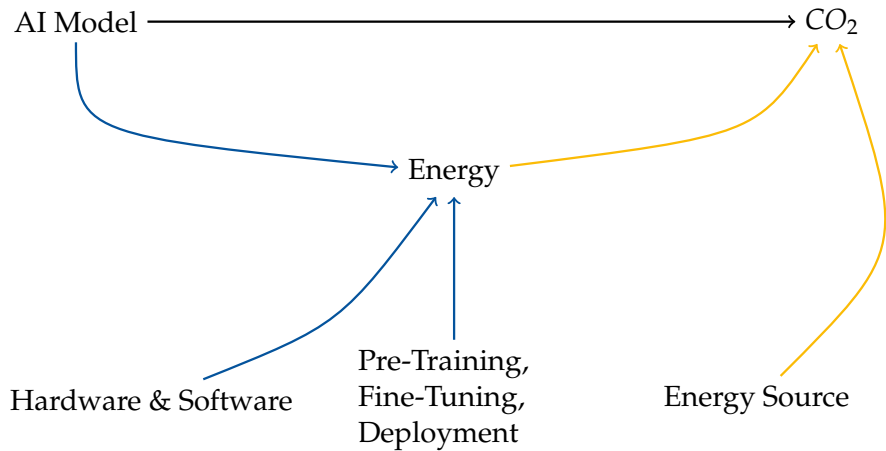 AI Model
CO₂
Energy
Pre-Training,
Fine-Tuning,
Deployment
Hardware & Software
Energy Source